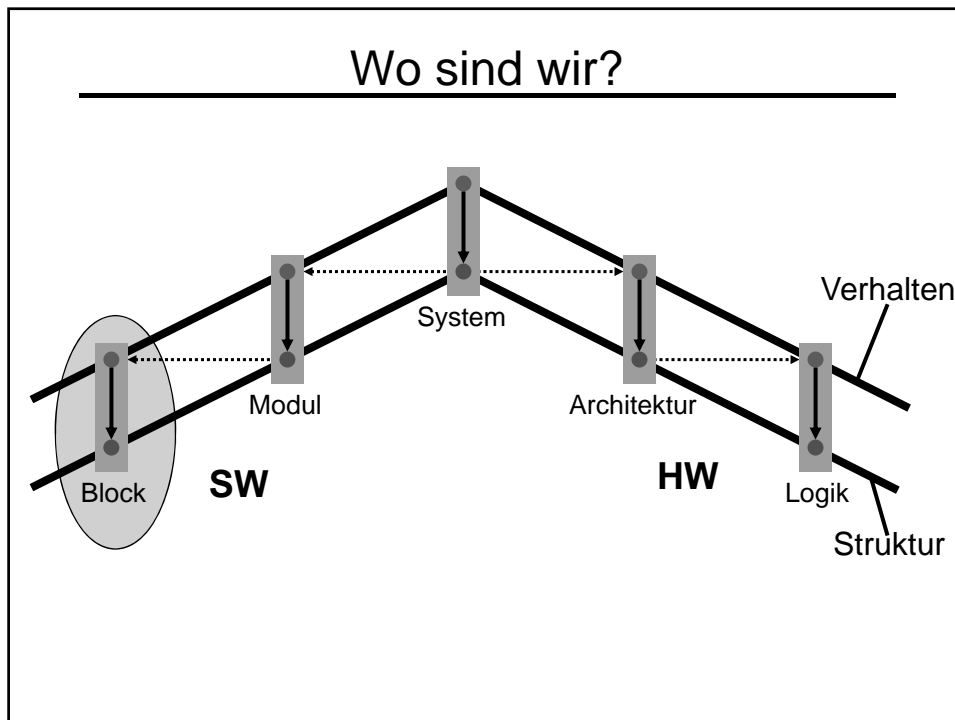 Wo sind wir?
Verhalten
System
Modul
Architektur
SW
HW
Block
Logik
Struktur